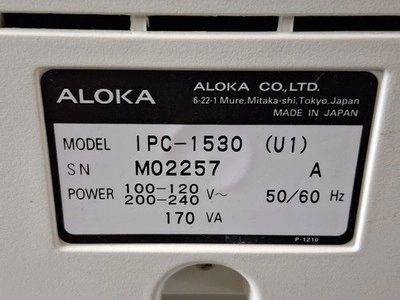 ALOKA
ALOKA CO.,LTD.
6-22-1 Mure, Mitaka-shi, Tokyo, Japan
MADE IN JAPAN
MODEL IPC-1530 (U1)
SN M02257 A
POWER 100-120 200-240 V~ 50/60 Hz
170 VA
P-1210